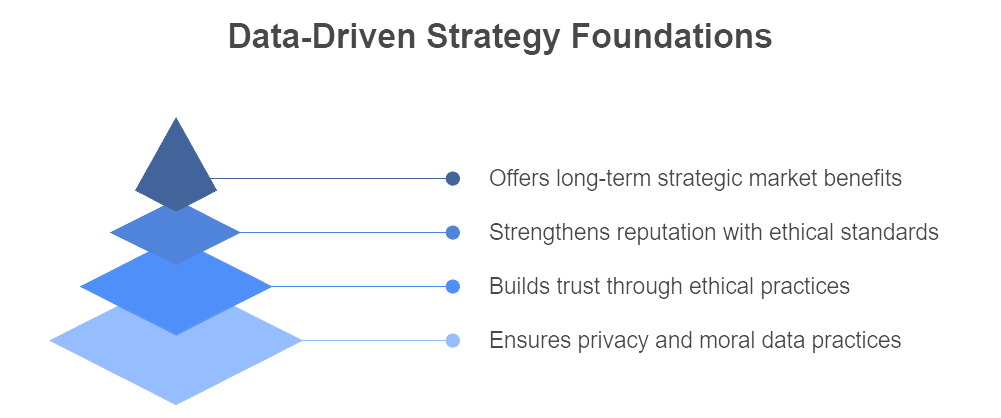 Data-Driven Strategy Foundations
Offers long-term strategic market benefits
Strengthens reputation with ethical standards
Builds trust through ethical practices
Ensures privacy and moral data practices